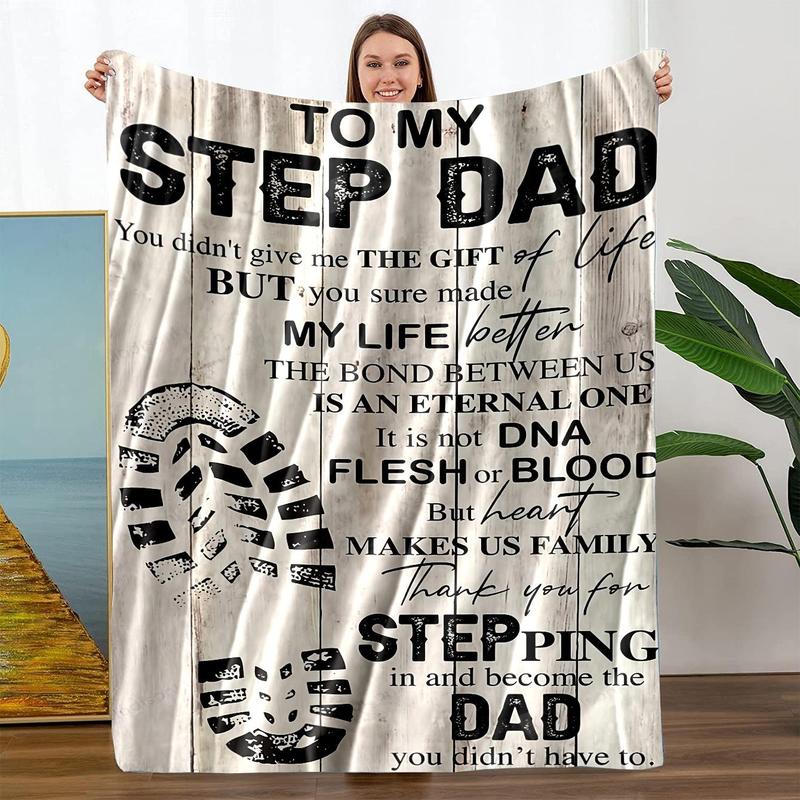 TO MY
STEP DAD
You didn't give me THE GIFT of life
BUT you sure made
MY LIFE better
THE BOND BETWEEN US
IS AN ETERNAL ONE
It is not DNA
FLESH or BLOOD
But heart
MAKES US FAMILY
Thank you for
STEPPING
in and become the
DAD
you didn't have to.